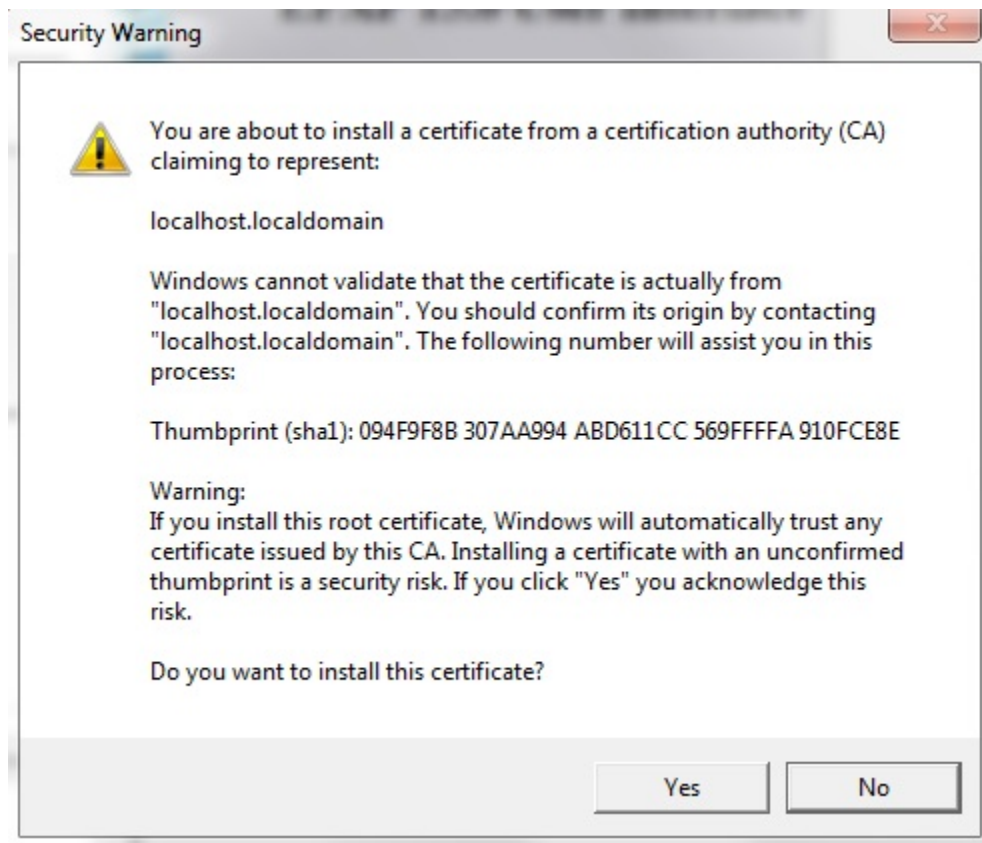 Security Warning
You are about to install a certificate from a certification authority (CA)
claiming to represent:
localhost.localdomain
Windows cannot validate that the certificate is actually from
"localhost.localdomain". You should confirm its origin by contacting
"localhost.localdomain". The following number will assist you in this
process:
Thumbprint (sha1): 094F9F8B 307AA994 ABD611CC 569FFFFA 910FCE8E
Warning:
If you install this root certificate, Windows will automatically trust any
certificate issued by this CA. Installing a certificate with an unconfirmed
thumbprint is a security risk. If you click "Yes" you acknowledge this
risk.
Do you want to install this certificate?
Yes No